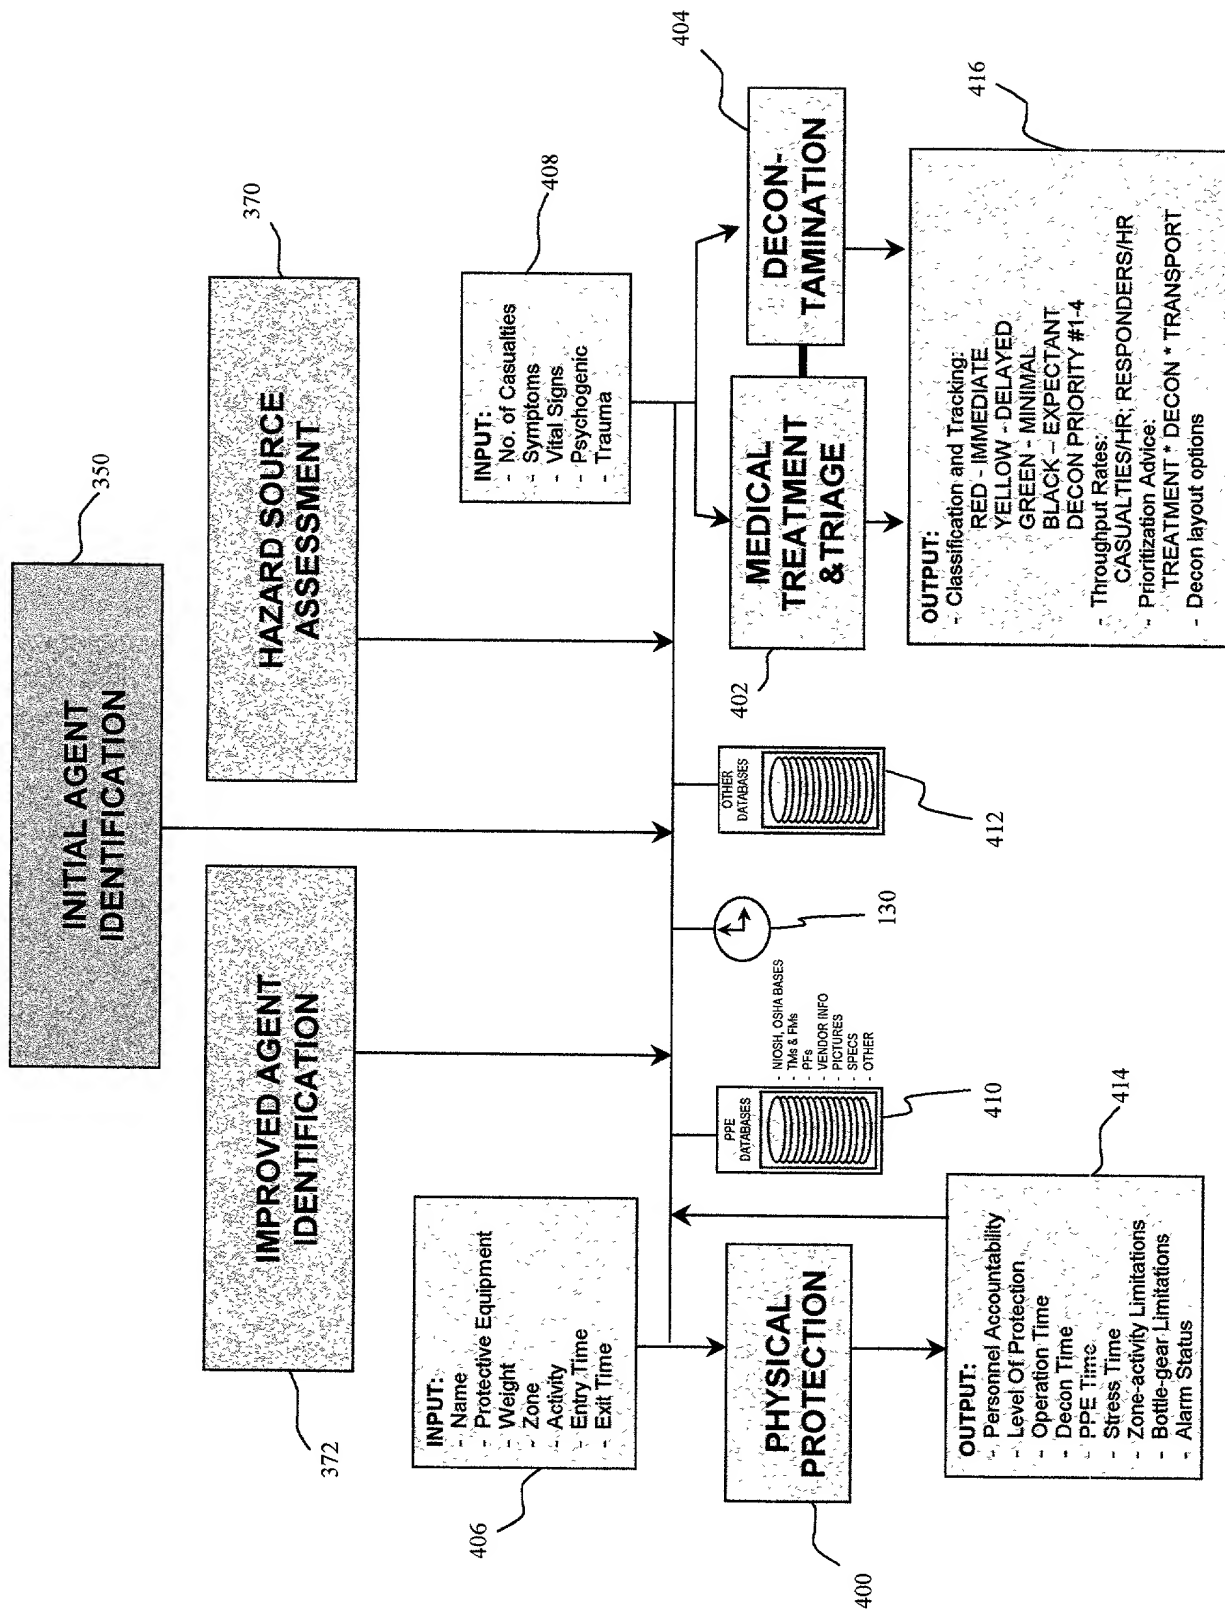 350
INITIAL AGENT
IDENTIFICATION
372
IMPROVED AGENT
IDENTIFICATION
370
HAZARD SOURCE
ASSESSMENT
406
INPUT:
- Name
- Protective Equipment
- Weight
- Zone
- Activity
- Entry Time
- Exit Time
408
INPUT:
- No. of Casualties
- Symptoms
- Vital Signs
- Psychogenic
- Trauma
400
PHYSICAL
PROTECTION
PPE
DATABASES
- NIOSH, OSHA BASES
- TMs & FMs
- PFs
- VENDOR INFO
- PICTURES
- SPECS
- OTHER
410
130
OTHER
DATABASES
412
402
MEDICAL
TREATMENT
& TRIAGE
404
DECON-
TAMINATION
414
OUTPUT:
- Personnel Accountability
- Level Of Protection
- Operation Time
- Decon Time
- PPE Time
- Stress Time
- Zone-activity Limitations
- Bottle-gear Limitations
- Alarm Status
416
OUTPUT:
- Classification and Tracking:
RED - IMMEDIATE
YELLOW - DELAYED
GREEN - MINIMAL
BLACK – EXPECTANT
DECON PRIORITY #1-4
- Throughput Rates:
CASUALTIES/HR; RESPONDERS/HR
- Prioritization Advice:
TREATMENT * DECON * TRANSPORT
- Decon layout options